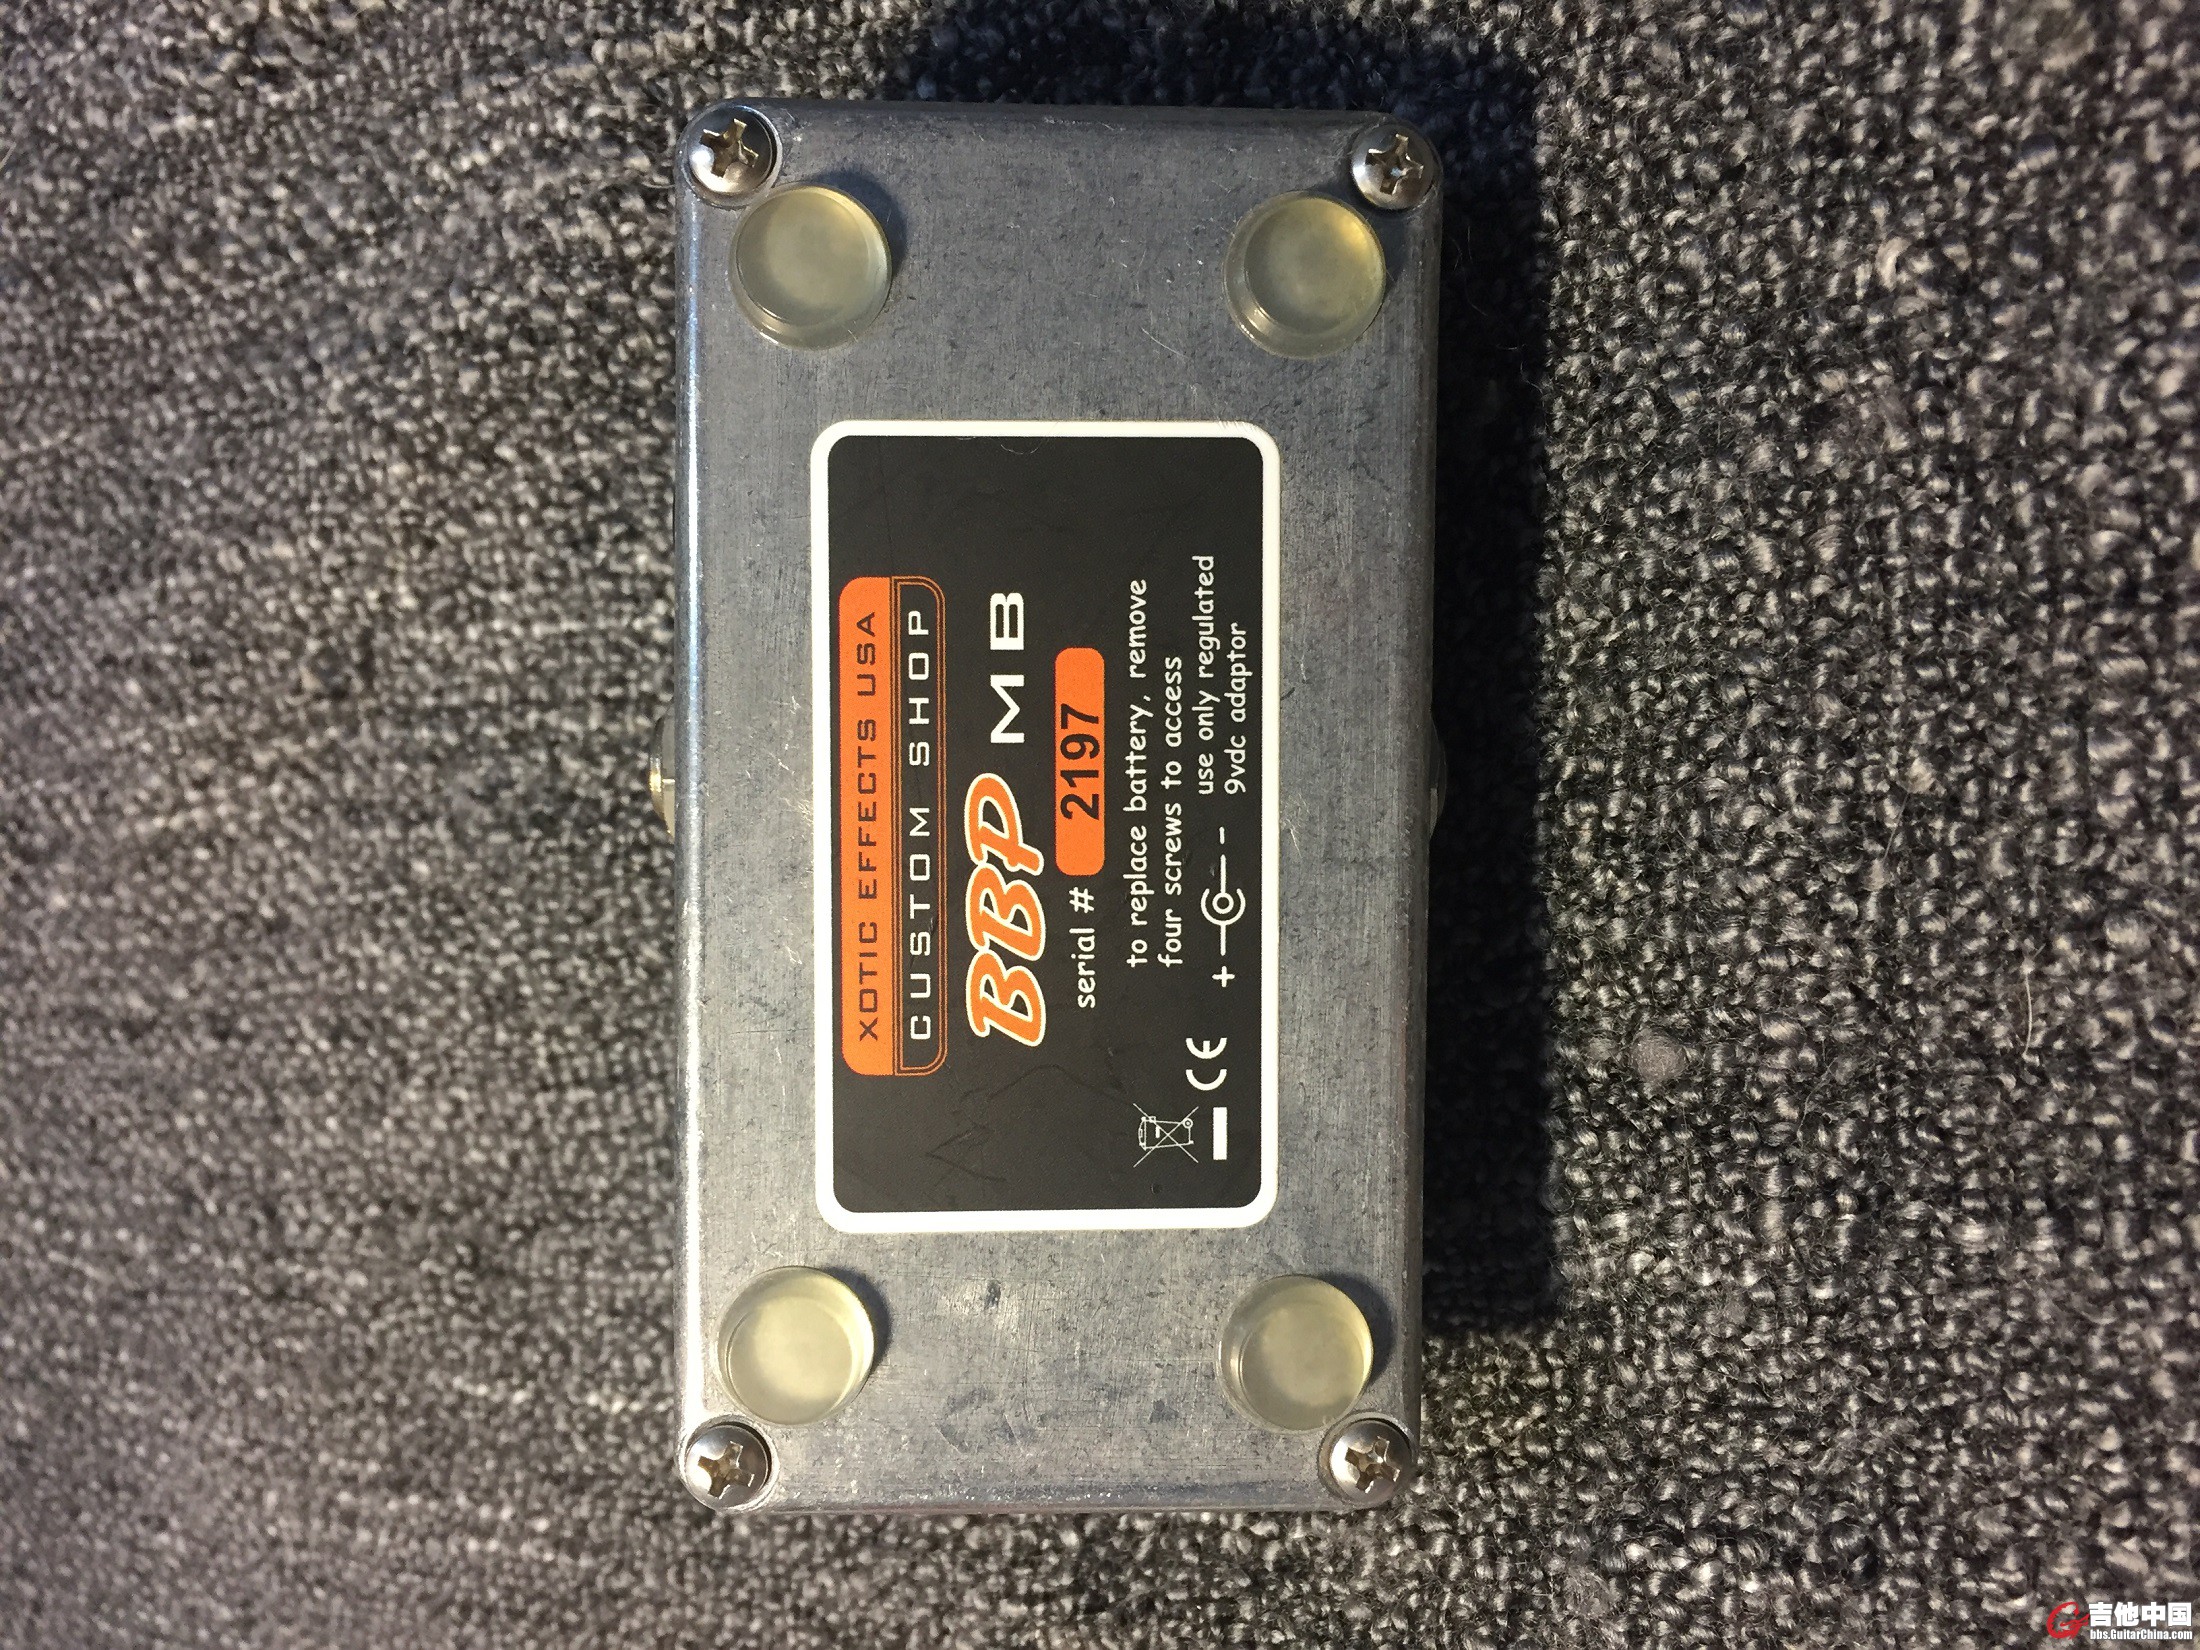 XOTIC EFFECTS USA
CUSTOM SHOP
BBP MB
serial # 2197
to replace battery, remove
four screws to access
CE + - use only regulated
9vdc adaptor
吉他中国
bbs.GuitarChina.com